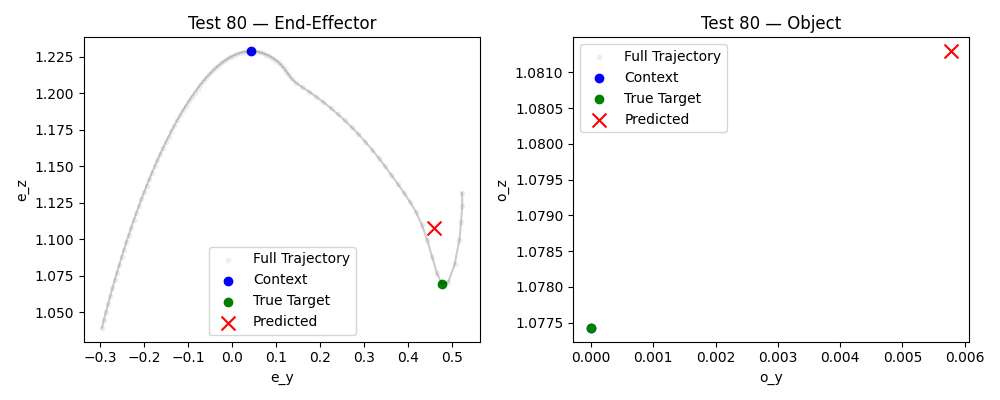 Test 80 — End-Effector
1.225
1.200
1.175
1.150
1.125
1.100
1.075
1.050
e_z
−0.3
−0.2
−0.1
0.0
0.1
0.2
0.3
0.4
0.5
e_y
Full Trajectory
Context
True Target
Predicted
Test 80 — Object
1.0810
1.0805
1.0800
1.0795
1.0790
1.0785
1.0780
1.0775
o_z
0.000
0.001
0.002
0.003
0.004
0.005
0.006
o_y
Full Trajectory
Context
True Target
Predicted